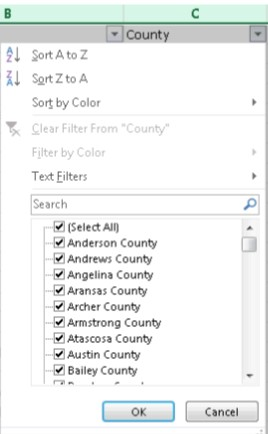 B C
County
Sort A to Z
Sort Z to A
Sort by Color
Clear Filter From "County"
Filter by Color
Text Filters
Search
(Select All)
Anderson County
Andrews County
Angelina County
Aransas County
Archer County
Armstrong County
Atascosa County
Austin County
Bailey County
OK Cancel